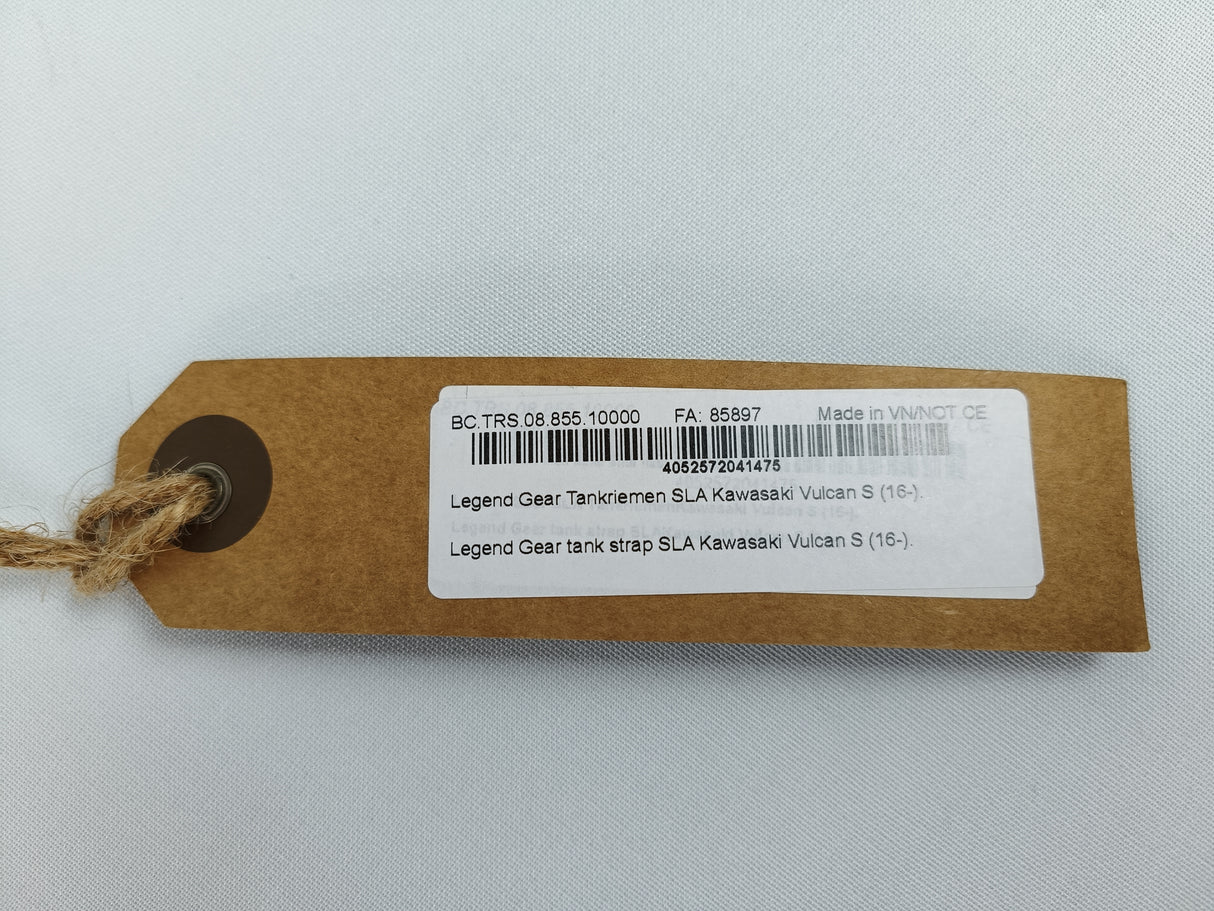 BC.TRS.08.855.10000 FA: 85897 Made in VN/NOT CE
4052572041475
Legend Gear Tankriemen SLA Kawasaki Vulcan S (16-).
Legend Gear tank strap SLA Kawasaki Vulcan S (16-).